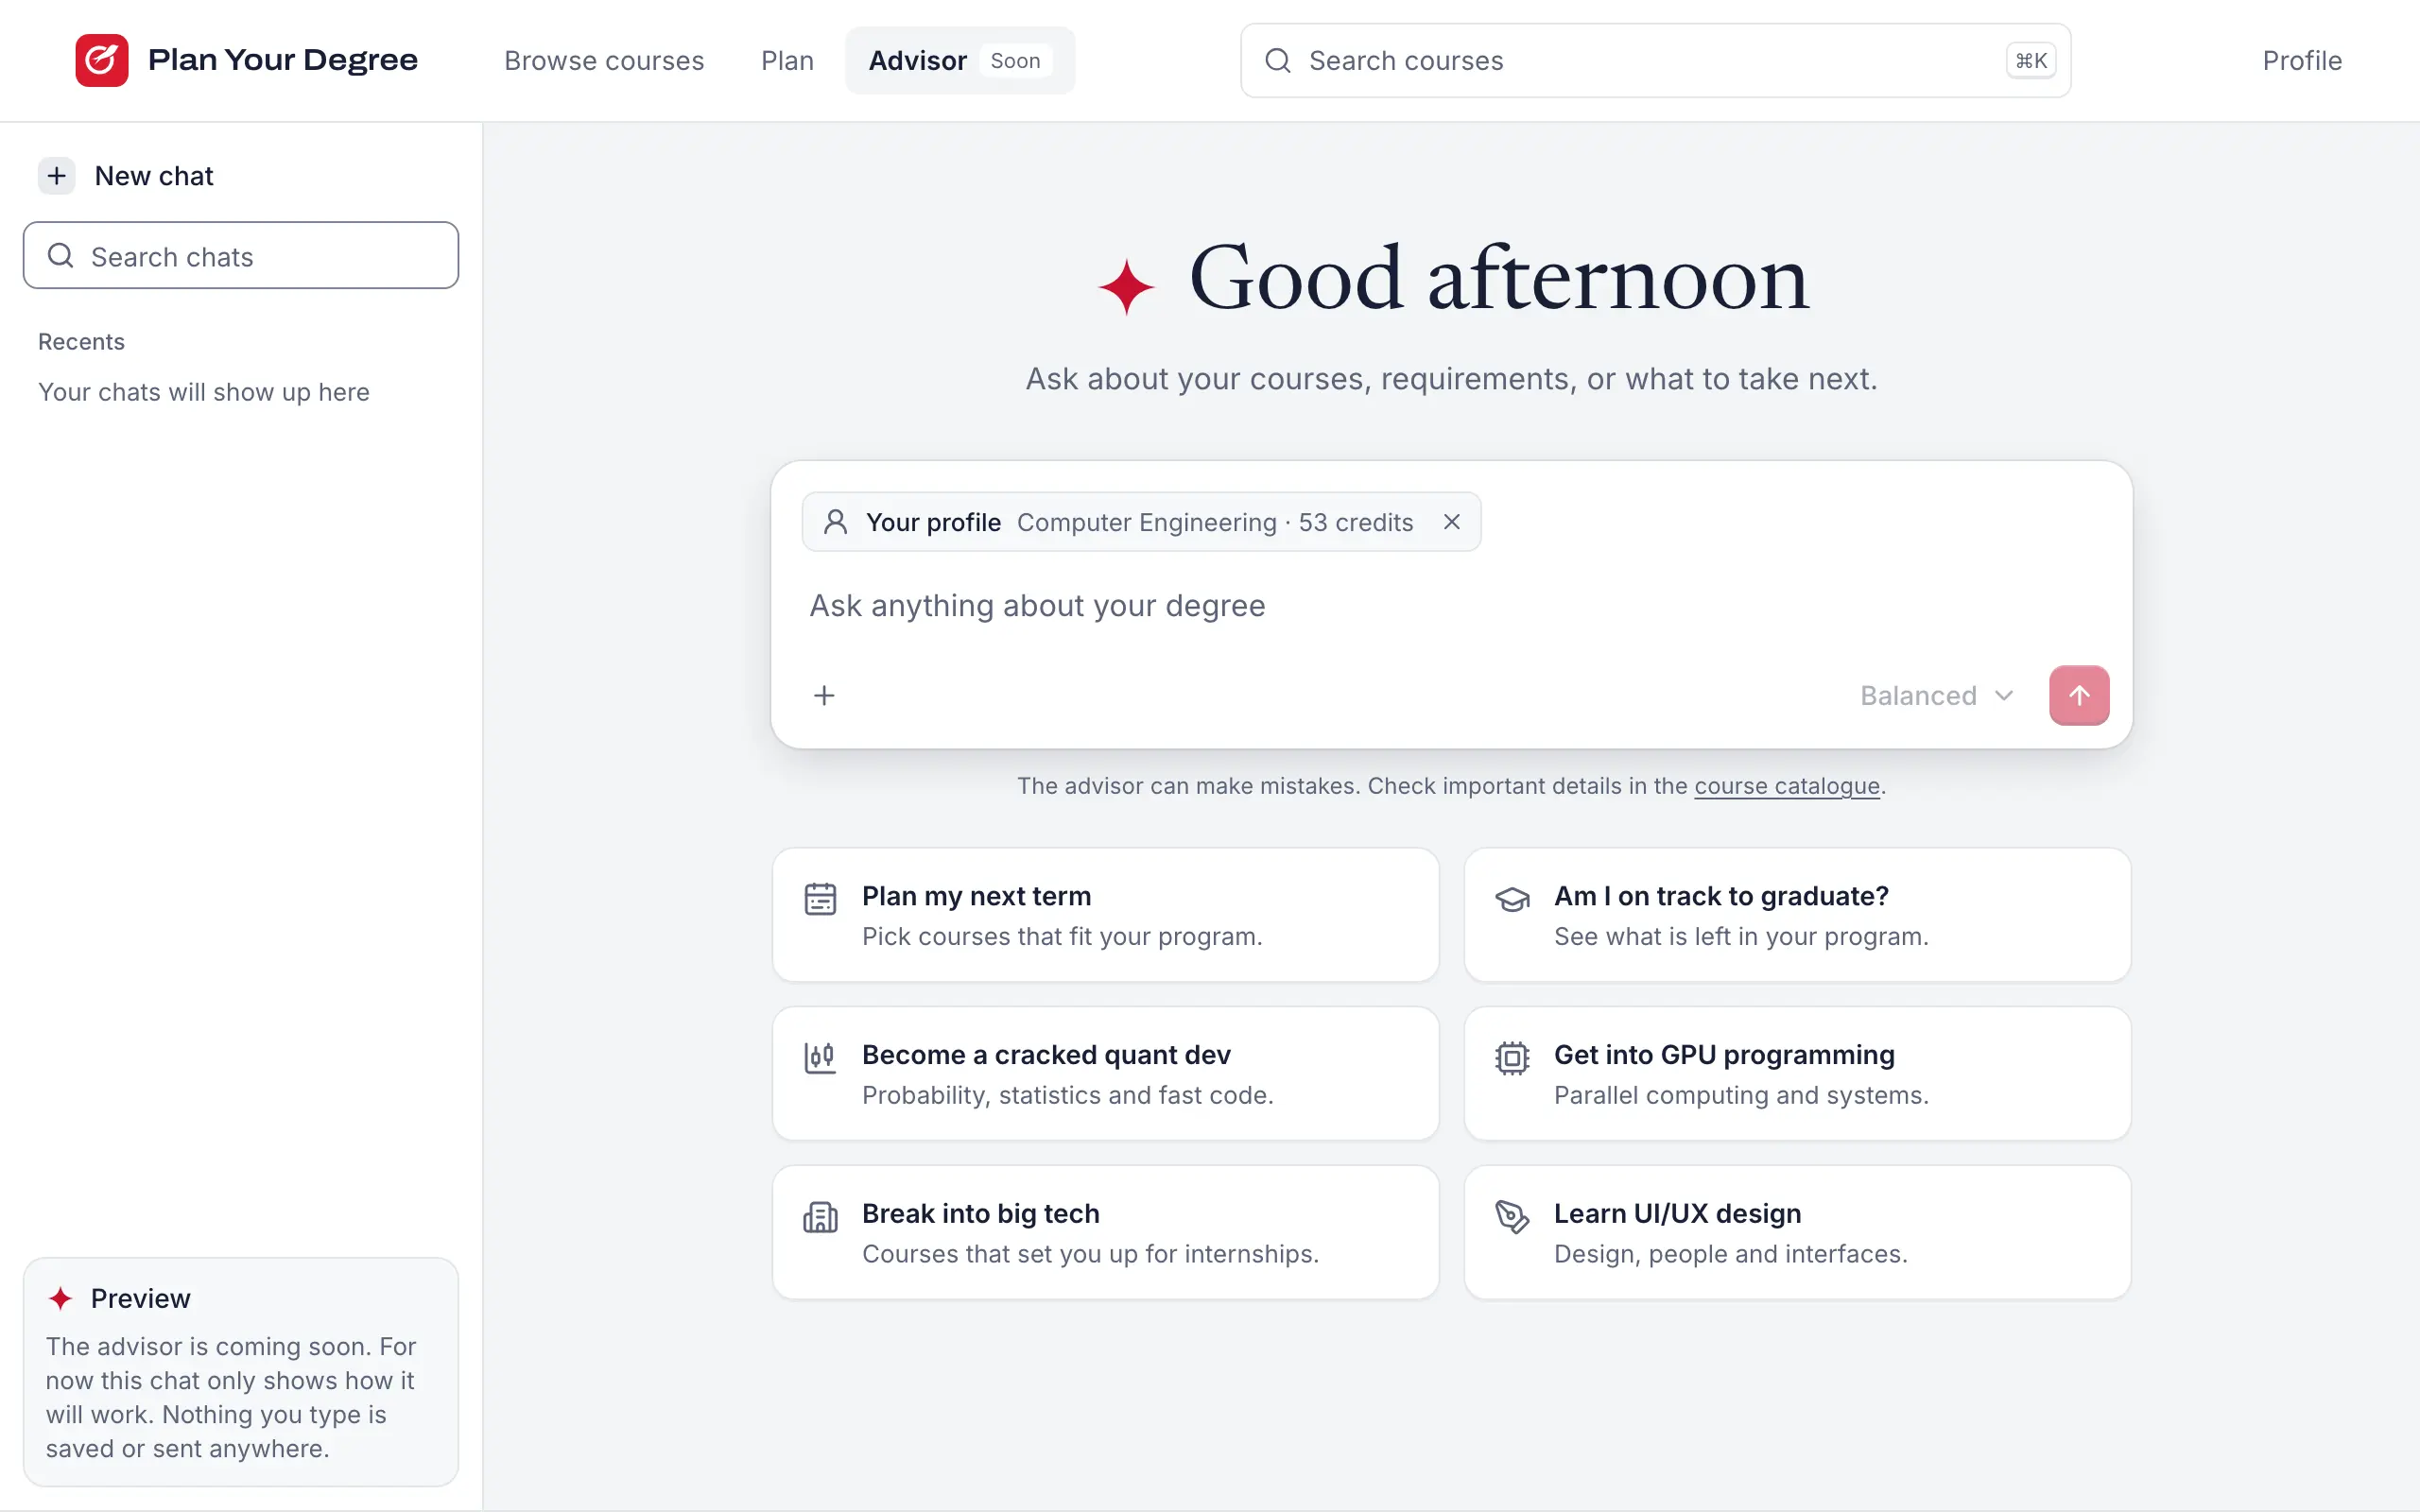 Plan Your Degree
Browse courses
Plan
Advisor Soon
Search courses
⌘K
Profile
New chat
Search chats
Recents
Your chats will show up here
Good afternoon
Ask about your courses, requirements, or what to take next.
Your profile Computer Engineering · 53 credits
Ask anything about your degree
Balanced
The advisor can make mistakes. Check important details in the course catalogue.
Plan my next term
Pick courses that fit your program.
Am I on track to graduate?
See what is left in your program.
Become a cracked quant dev
Probability, statistics and fast code.
Get into GPU programming
Parallel computing and systems.
Break into big tech
Courses that set you up for internships.
Learn UI/UX design
Design, people and interfaces.
Preview
The advisor is coming soon. For
now this chat only shows how it
will work. Nothing you type is
saved or sent anywhere.